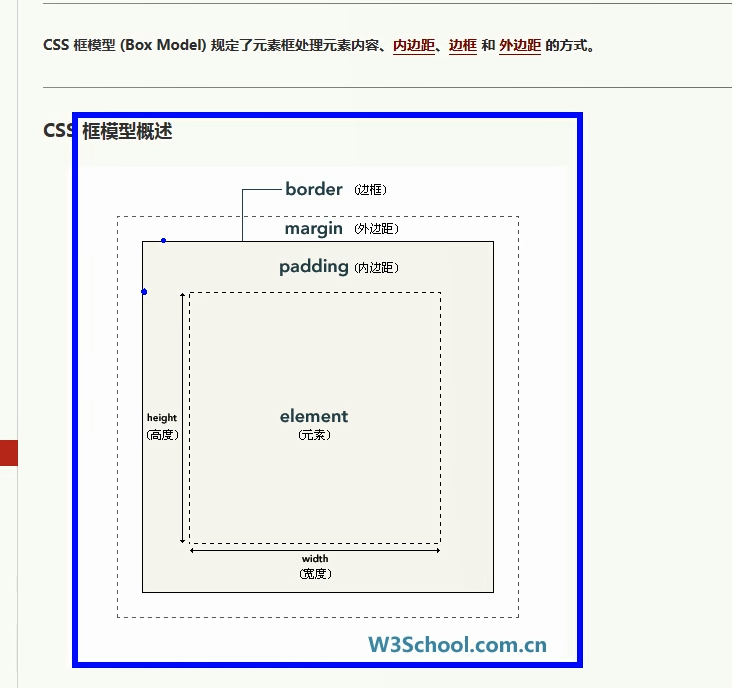 CSS 框模型 (Box Model) 规定了元素框处理元素内容、内边距、边框 和 外边距 的方式。
CSS 框模型概述
border （边框）
margin （外边距）
padding （内边距）
element
（元素）
height
（高度）
width
（宽度）
W3School.com.cn